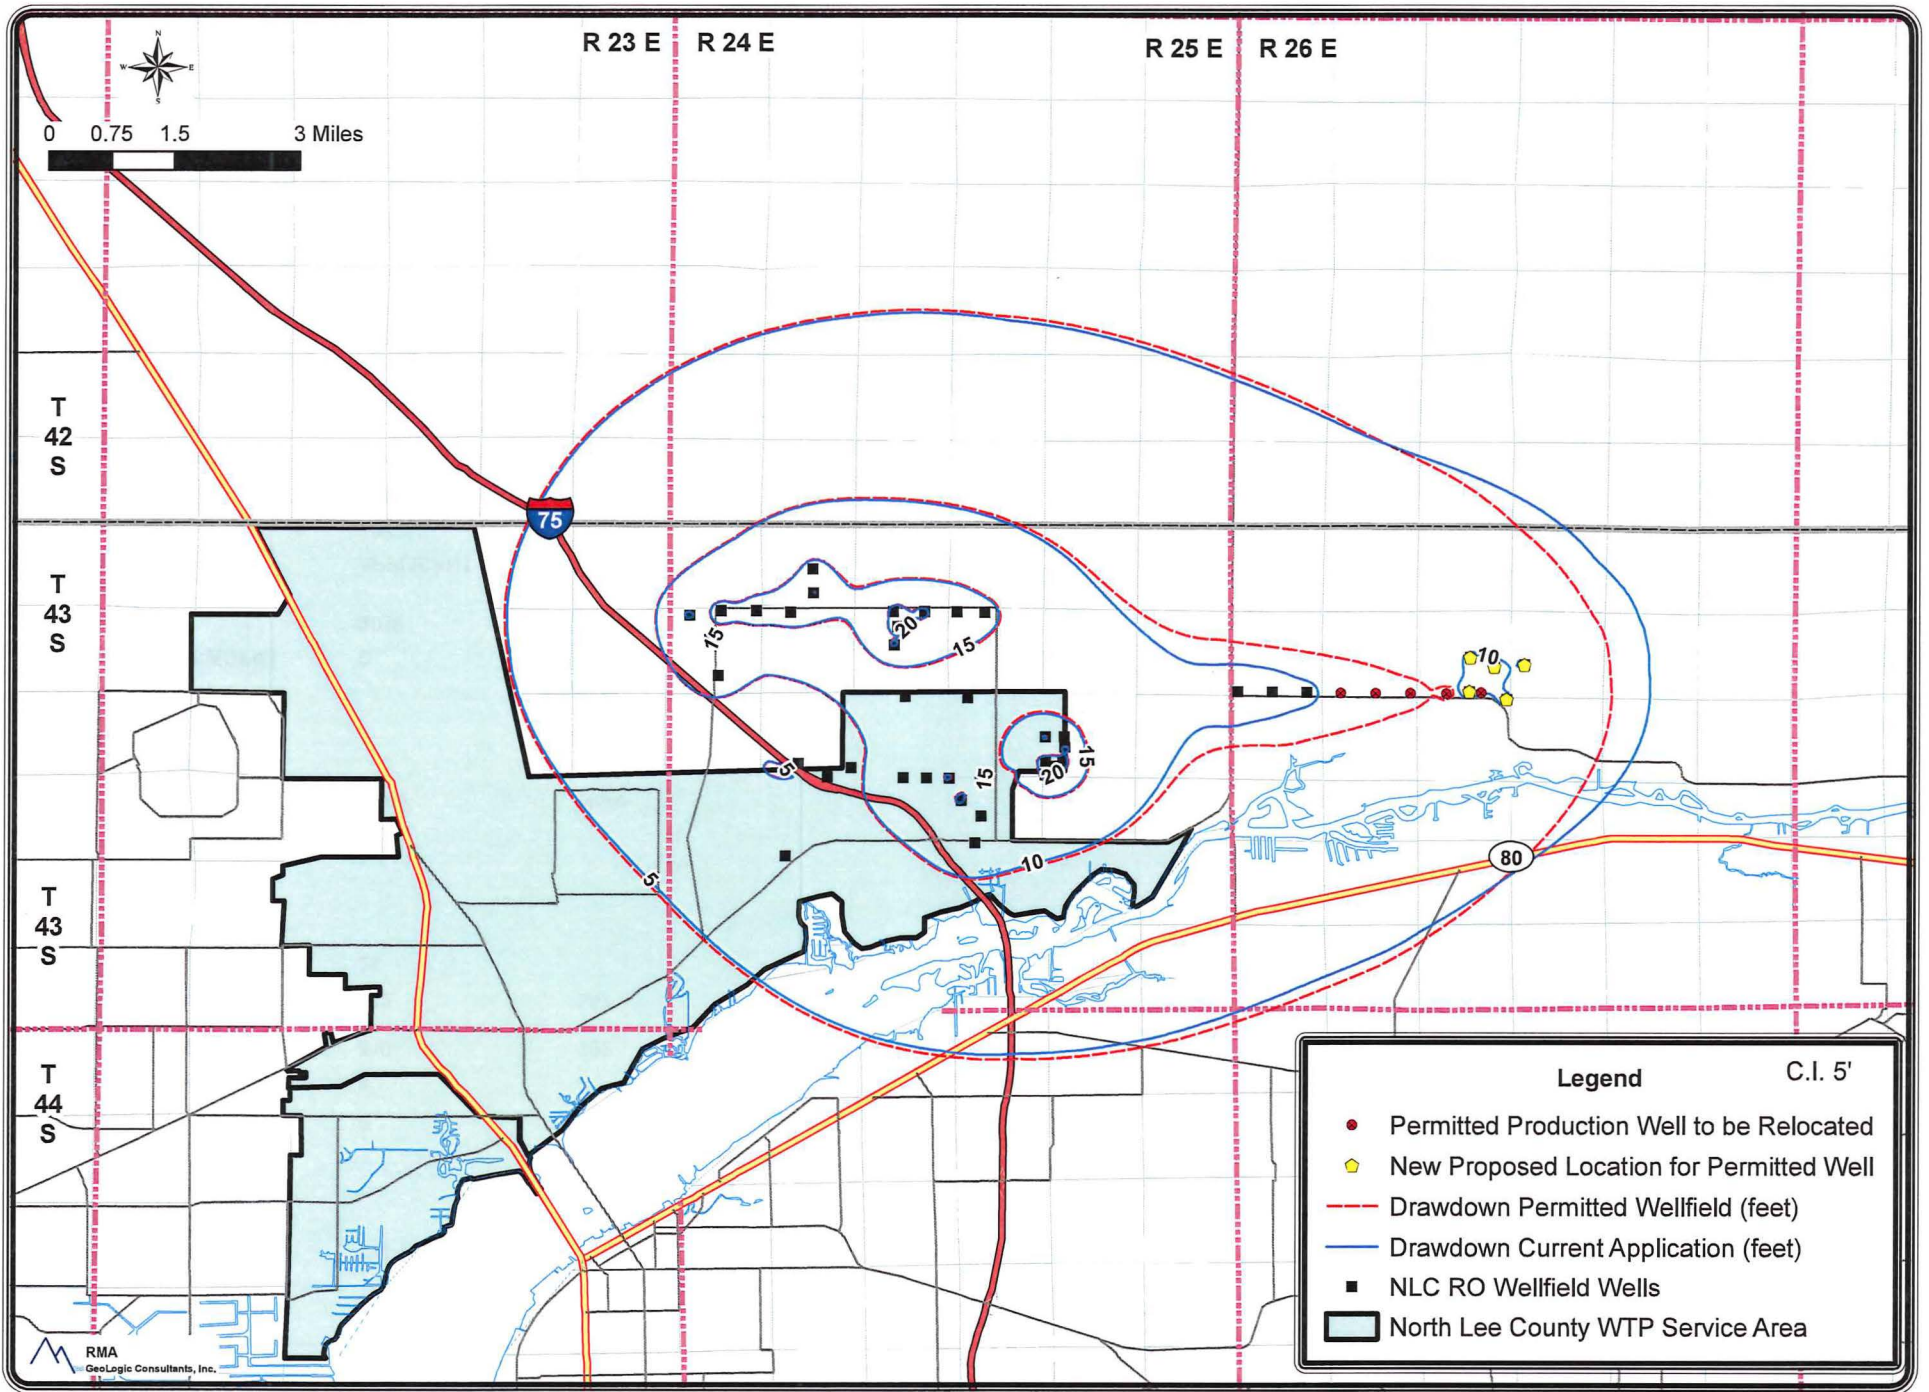 R 23 E
R 24 E
R 25 E
R 26 E
N
W
E
S
0 0.75 1.5 3 Miles
T
42
S
75
T
43
S
15
20
15
10
5
15
20
15
10
5
80
T
43
S
T
44
S
Legend
C.I. 5'
Permitted Production Well to be Relocated
New Proposed Location for Permitted Well
Drawdown Permitted Wellfield (feet)
Drawdown Current Application (feet)
NLC RO Wellfield Wells
North Lee County WTP Service Area
RMA
GeoLogic Consultants, Inc.